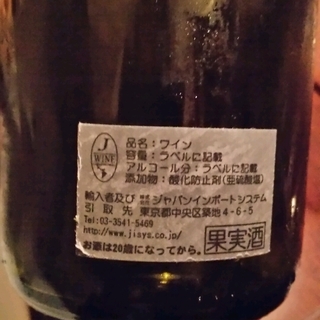 J
WINE
品名：ワイン
容量：ラベルに記載
アルコール分：ラベルに記載
添加物：酸化防止剤(亜硫酸塩)
輸入者及び 株式会社 ジャパンインポートシステム
引取先 東京都中央区築地4-6-5
Tel:03-3541-5469
http://www.jisys.co.jp/
お酒は20歳になってから。
果実酒